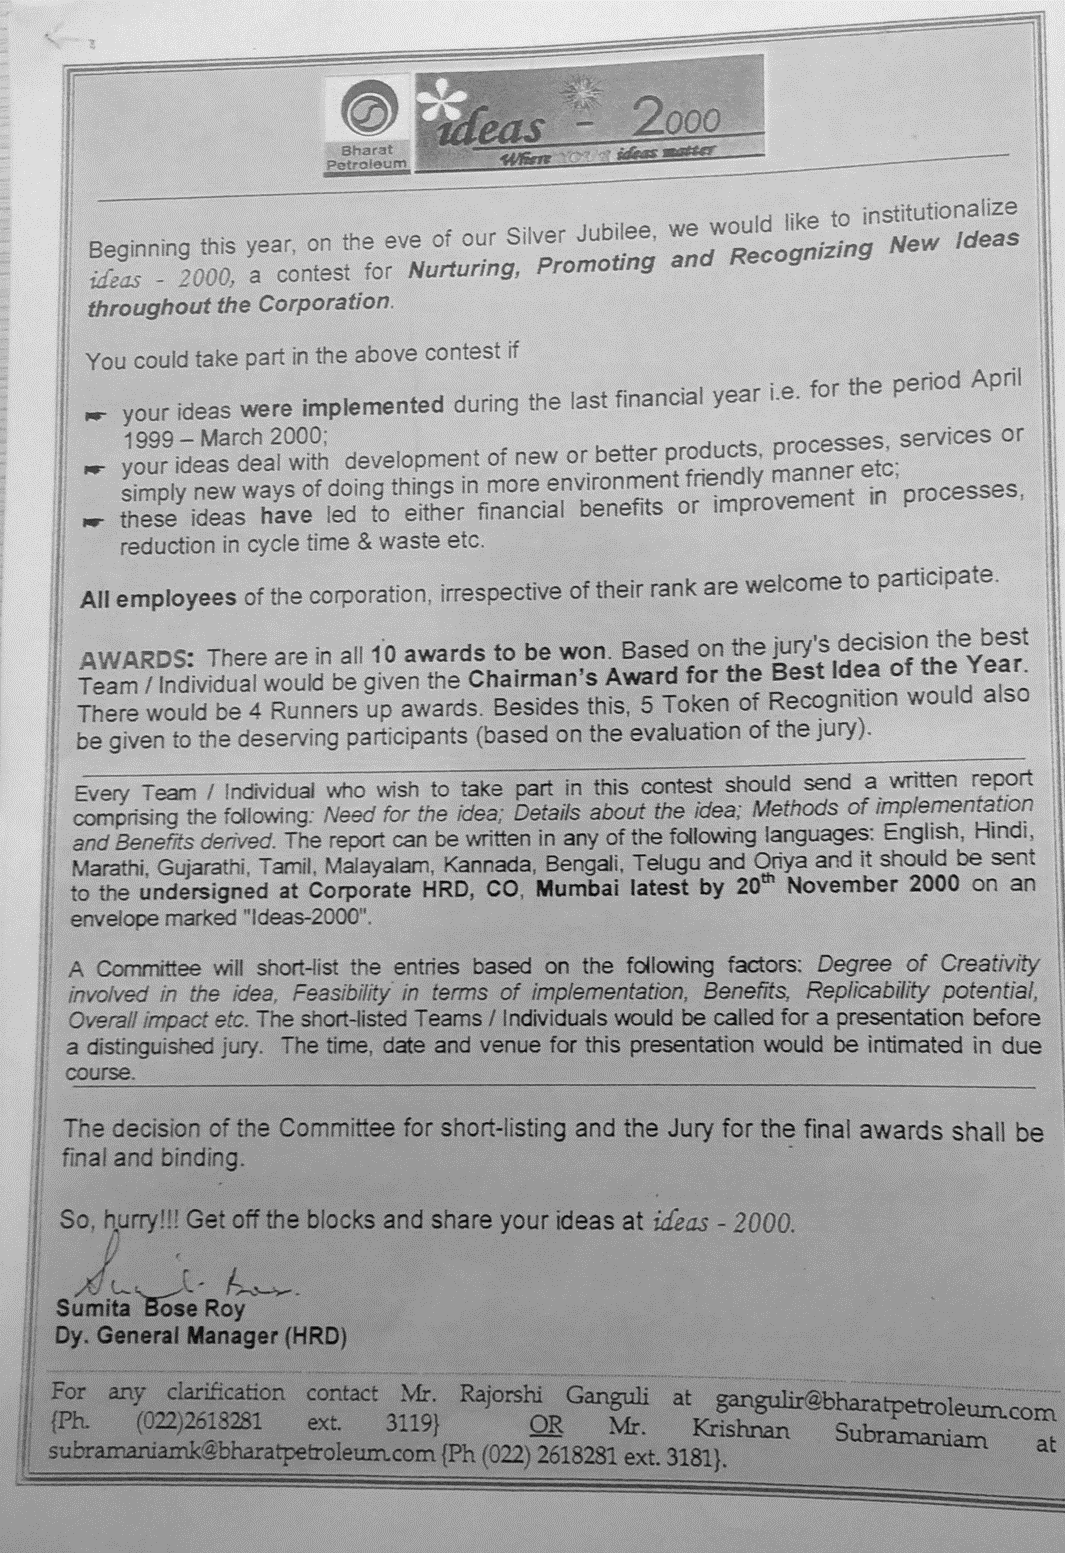 Bharat
Petroleum
ideas - 2000
Where your ideas matter
Beginning this year, on the eve of our Silver Jubilee, we would like to institutionalize
ideas - 2000, a contest for Nurturing, Promoting and Recognizing New Ideas
throughout the Corporation.
You could take part in the above contest if
your ideas were implemented during the last financial year i.e. for the period April
1999 – March 2000;
your ideas deal with development of new or better products, processes, services or
simply new ways of doing things in more environment friendly manner etc;
these ideas have led to either financial benefits or improvement in processes,
reduction in cycle time & waste etc.
All employees of the corporation, irrespective of their rank are welcome to participate.
AWARDS: There are in all 10 awards to be won. Based on the jury's decision the best
Team / Individual would be given the Chairman's Award for the Best Idea of the Year.
There would be 4 Runners up awards. Besides this, 5 Token of Recognition would also
be given to the deserving participants (based on the evaluation of the jury).
Every Team / Individual who wish to take part in this contest should send a written report
comprising the following: Need for the idea; Details about the idea; Methods of implementation
and Benefits derived. The report can be written in any of the following languages: English, Hindi,
Marathi, Gujarathi, Tamil, Malayalam, Kannada, Bengali, Telugu and Oriya and it should be sent
to the undersigned at Corporate HRD, CO, Mumbai latest by 20th November 2000 on an
envelope marked "Ideas-2000".
A Committee will short-list the entries based on the following factors: Degree of Creativity
involved in the idea, Feasibility in terms of implementation, Benefits, Replicability potential,
Overall impact etc. The short-listed Teams / Individuals would be called for a presentation before
a distinguished jury. The time, date and venue for this presentation would be intimated in due
course.
The decision of the Committee for short-listing and the Jury for the final awards shall be
final and binding.
So, hurry!!! Get off the blocks and share your ideas at ideas - 2000.
Sumita Bose Roy
Dy. General Manager (HRD)
For any clarification contact Mr. Rajorshi Ganguli at gangulir@bharatpetroleum.com
{Ph. (022)2618281 ext. 3119} OR Mr. Krishnan Subramaniam at
subramaniamk@bharatpetroleum.com {Ph (022) 2618281 ext. 3181}.